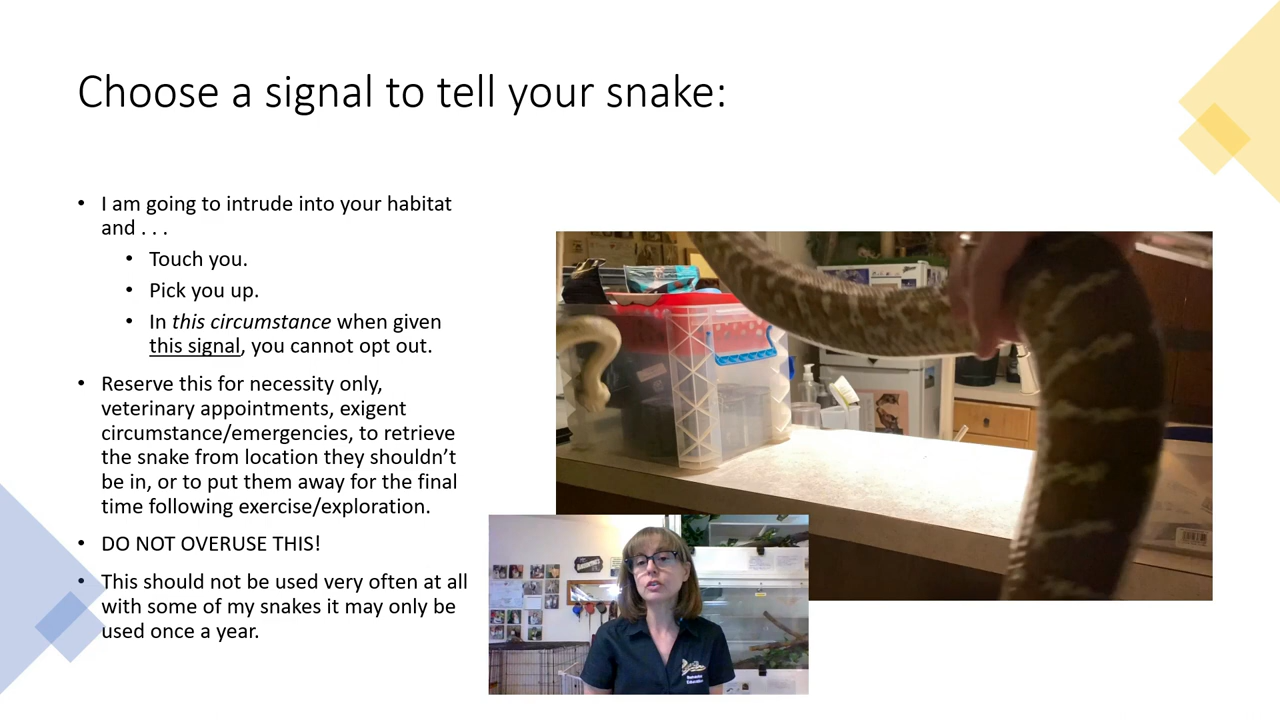 Choose a signal to tell your snake:
• I am going to intrude into your habitat
and . . .
• Touch you.
• Pick you up.
• In this circumstance when given
this signal, you cannot opt out.
• Reserve this for necessity only,
veterinary appointments, exigent
circumstance/emergencies, to retrieve
the snake from location they shouldn’t
be in, or to put them away for the final
time following exercise/exploration.
• DO NOT OVERUSE THIS!
• This should not be used very often at all
with some of my snakes it may only be
used once a year.